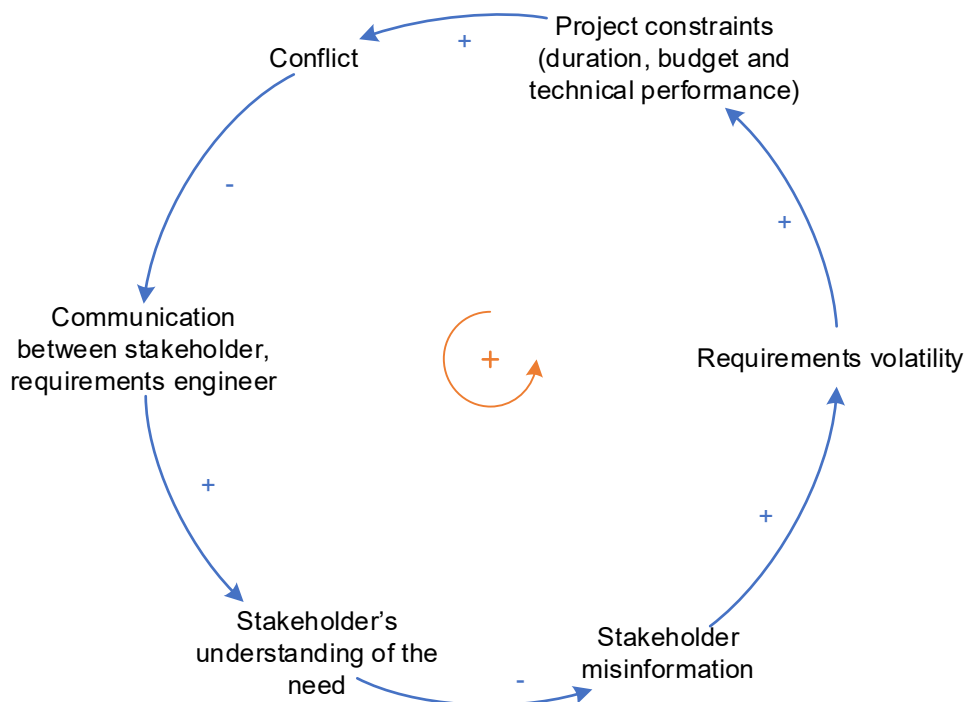 Project constraints
(duration, budget and
technical performance)
+
Conflict
-
+
Communication
between stakeholder,
requirements engineer
+
Requirements volatility
+
+
Stakeholder's
understanding of the
need
-
Stakeholder
misinformation